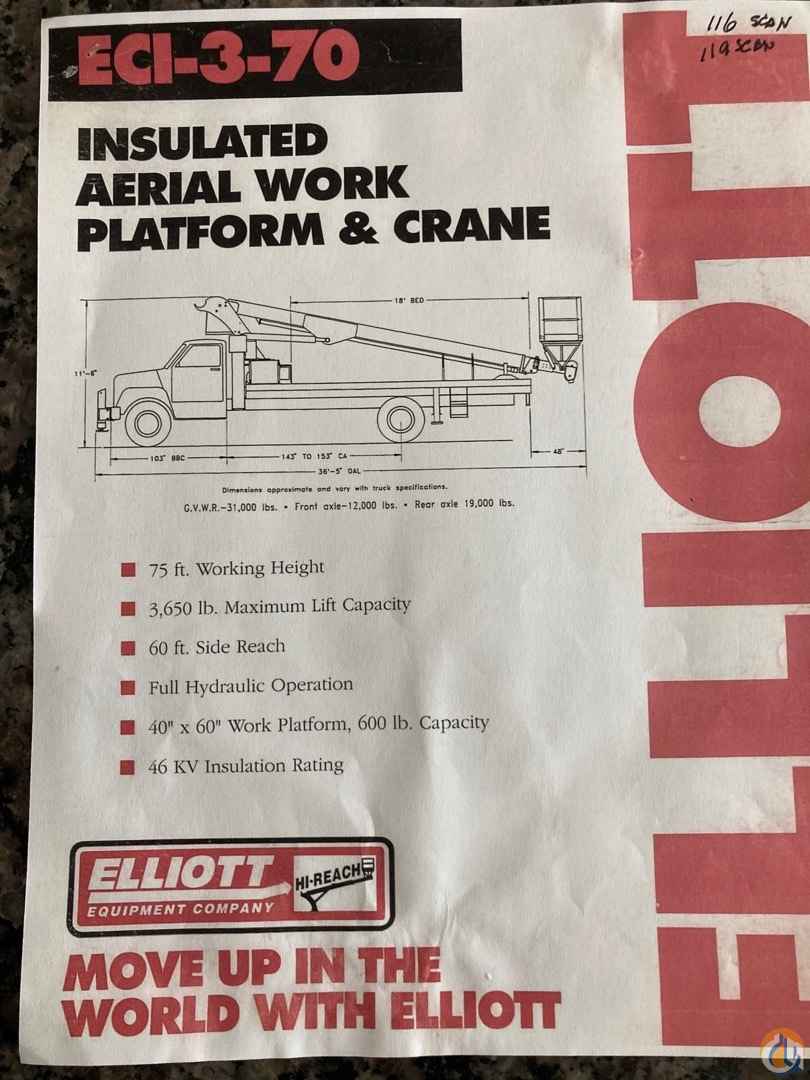 116 SCAN
119 SCAN
ECI-3-70
INSULATED
AERIAL WORK
PLATFORM & CRANE
18' BED
11'-6"
103" BBC
143" TO 153" CA
48"
36'-5" OAL
Dimensions approximate and vary with truck specifications.
G.V.W.R.-31,000 lbs. • Front axle-12,000 lbs. • Rear axle 19,000 lbs.
75 ft. Working Height
3,650 lb. Maximum Lift Capacity
60 ft. Side Reach
Full Hydraulic Operation
40" x 60" Work Platform, 600 lb. Capacity
46 KV Insulation Rating
ELLIOTT
HI-REACH
EQUIPMENT COMPANY
MOVE UP IN THE
WORLD WITH ELLIOTT
ELLIOTT